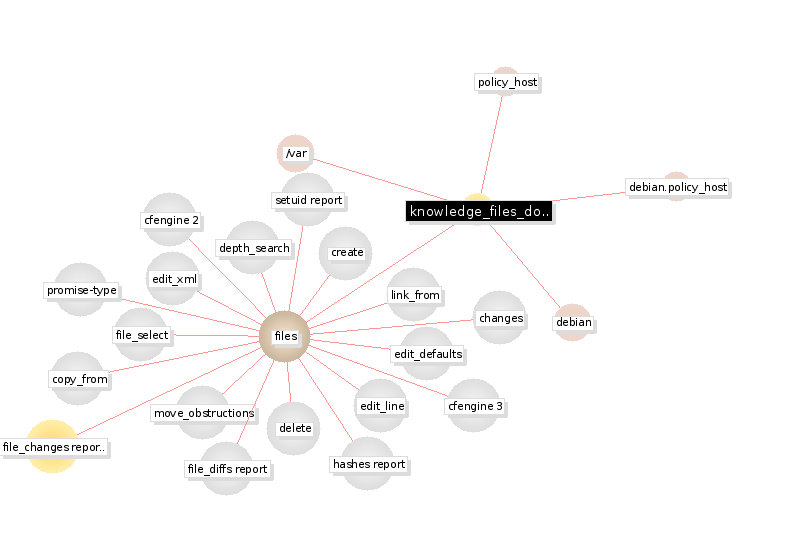 policy_host
/var
debian.policy_host
setuid report
knowledge_files_do..
cfengine 2
depth_search
create
edit_xml
promise-type
link_from
changes
debian
file_select
files
edit_defaults
copy_from
edit_line
cfengine 3
move_obstructions
delete
file_changes repor..
hashes report
file_diffs report